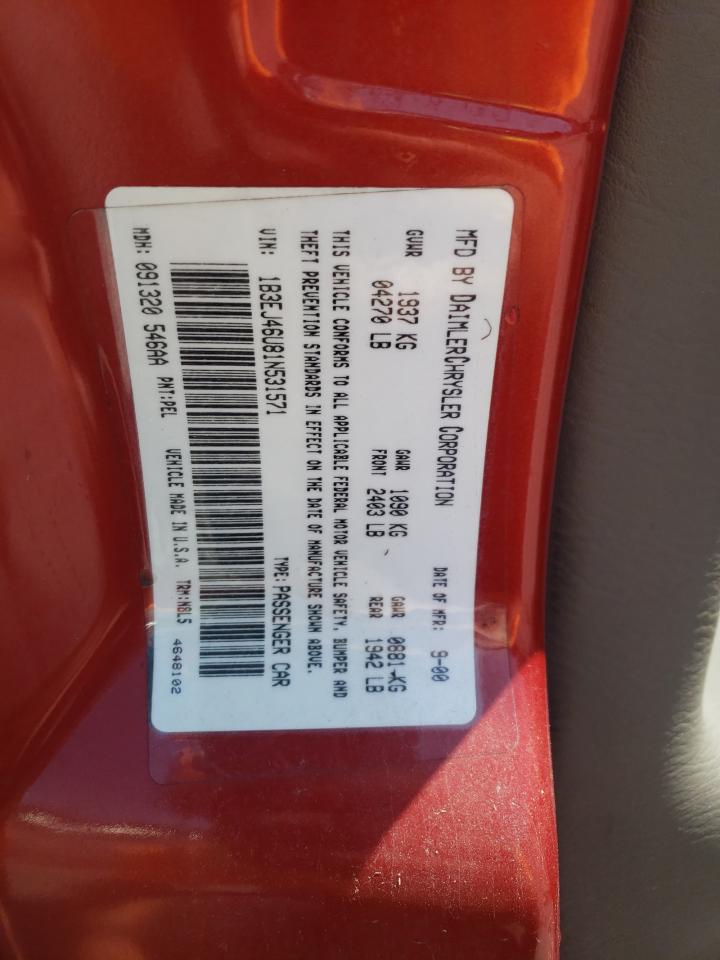 MFD BY DAIMLERCHRYSLER CORPORATION DATE OF MFR: 9-00
GVWR 1937 KG GAWR 1090 KG GAWR 0881 KG
04270 LB FRONT 2403 LB REAR 1942 LB
THIS VEHICLE CONFORMS TO ALL APPLICABLE FEDERAL MOTOR VEHICLE SAFETY, BUMPER AND
THEFT PREVENTION STANDARDS IN EFFECT ON THE DATE OF MANUFACTURE SHOWN ABOVE.
VIN: 1B3EJ46U81N531571 TYPE: PASSENGER CAR
MDH: 091320 546AA PNT:PEL VEHICLE MADE IN U.S.A. TRM:N8L5 4648102